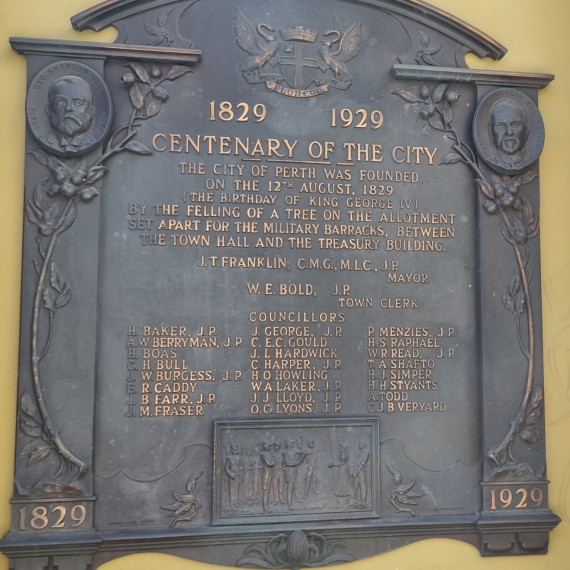 FLOREAT
1829 1929
CENTENARY OF THE CITY
THE CITY OF PERTH WAS FOUNDED
ON THE 12TH AUGUST, 1829
(THE BIRTHDAY OF KING GEORGE IV)
BY THE FELLING OF A TREE ON THE ALLOTMENT
SET APART FOR THE MILITARY BARRACKS, BETWEEN
THE TOWN HALL AND THE TREASURY BUILDING.
J. T FRANKLIN, C.M.G., M.L.C., J.P.
MAYOR
W. E. BOLD, J.P.
TOWN CLERK
COUNCILLORS
H. BAKER, J.P. J. GEORGE, J.P. P. MENZIES, J.P
A.W BERRYMAN, J.P C. E.C. GOULD H S RAPHAEL
H. BOAS J. L HARDWICK W R READ, J.P
C. H. BULL C HARPER, J.P T A SHAFTO
J. W BURGESS, J.P H O HOWLING H J SIMPER
E R CADDY W A LAKER, J.P H H STYANTS
J B FARR, J.P J. J LLOYD, J.P A TODD
J. M FRASER O C LYONS, J. P C J B VERYARD
1829 1929